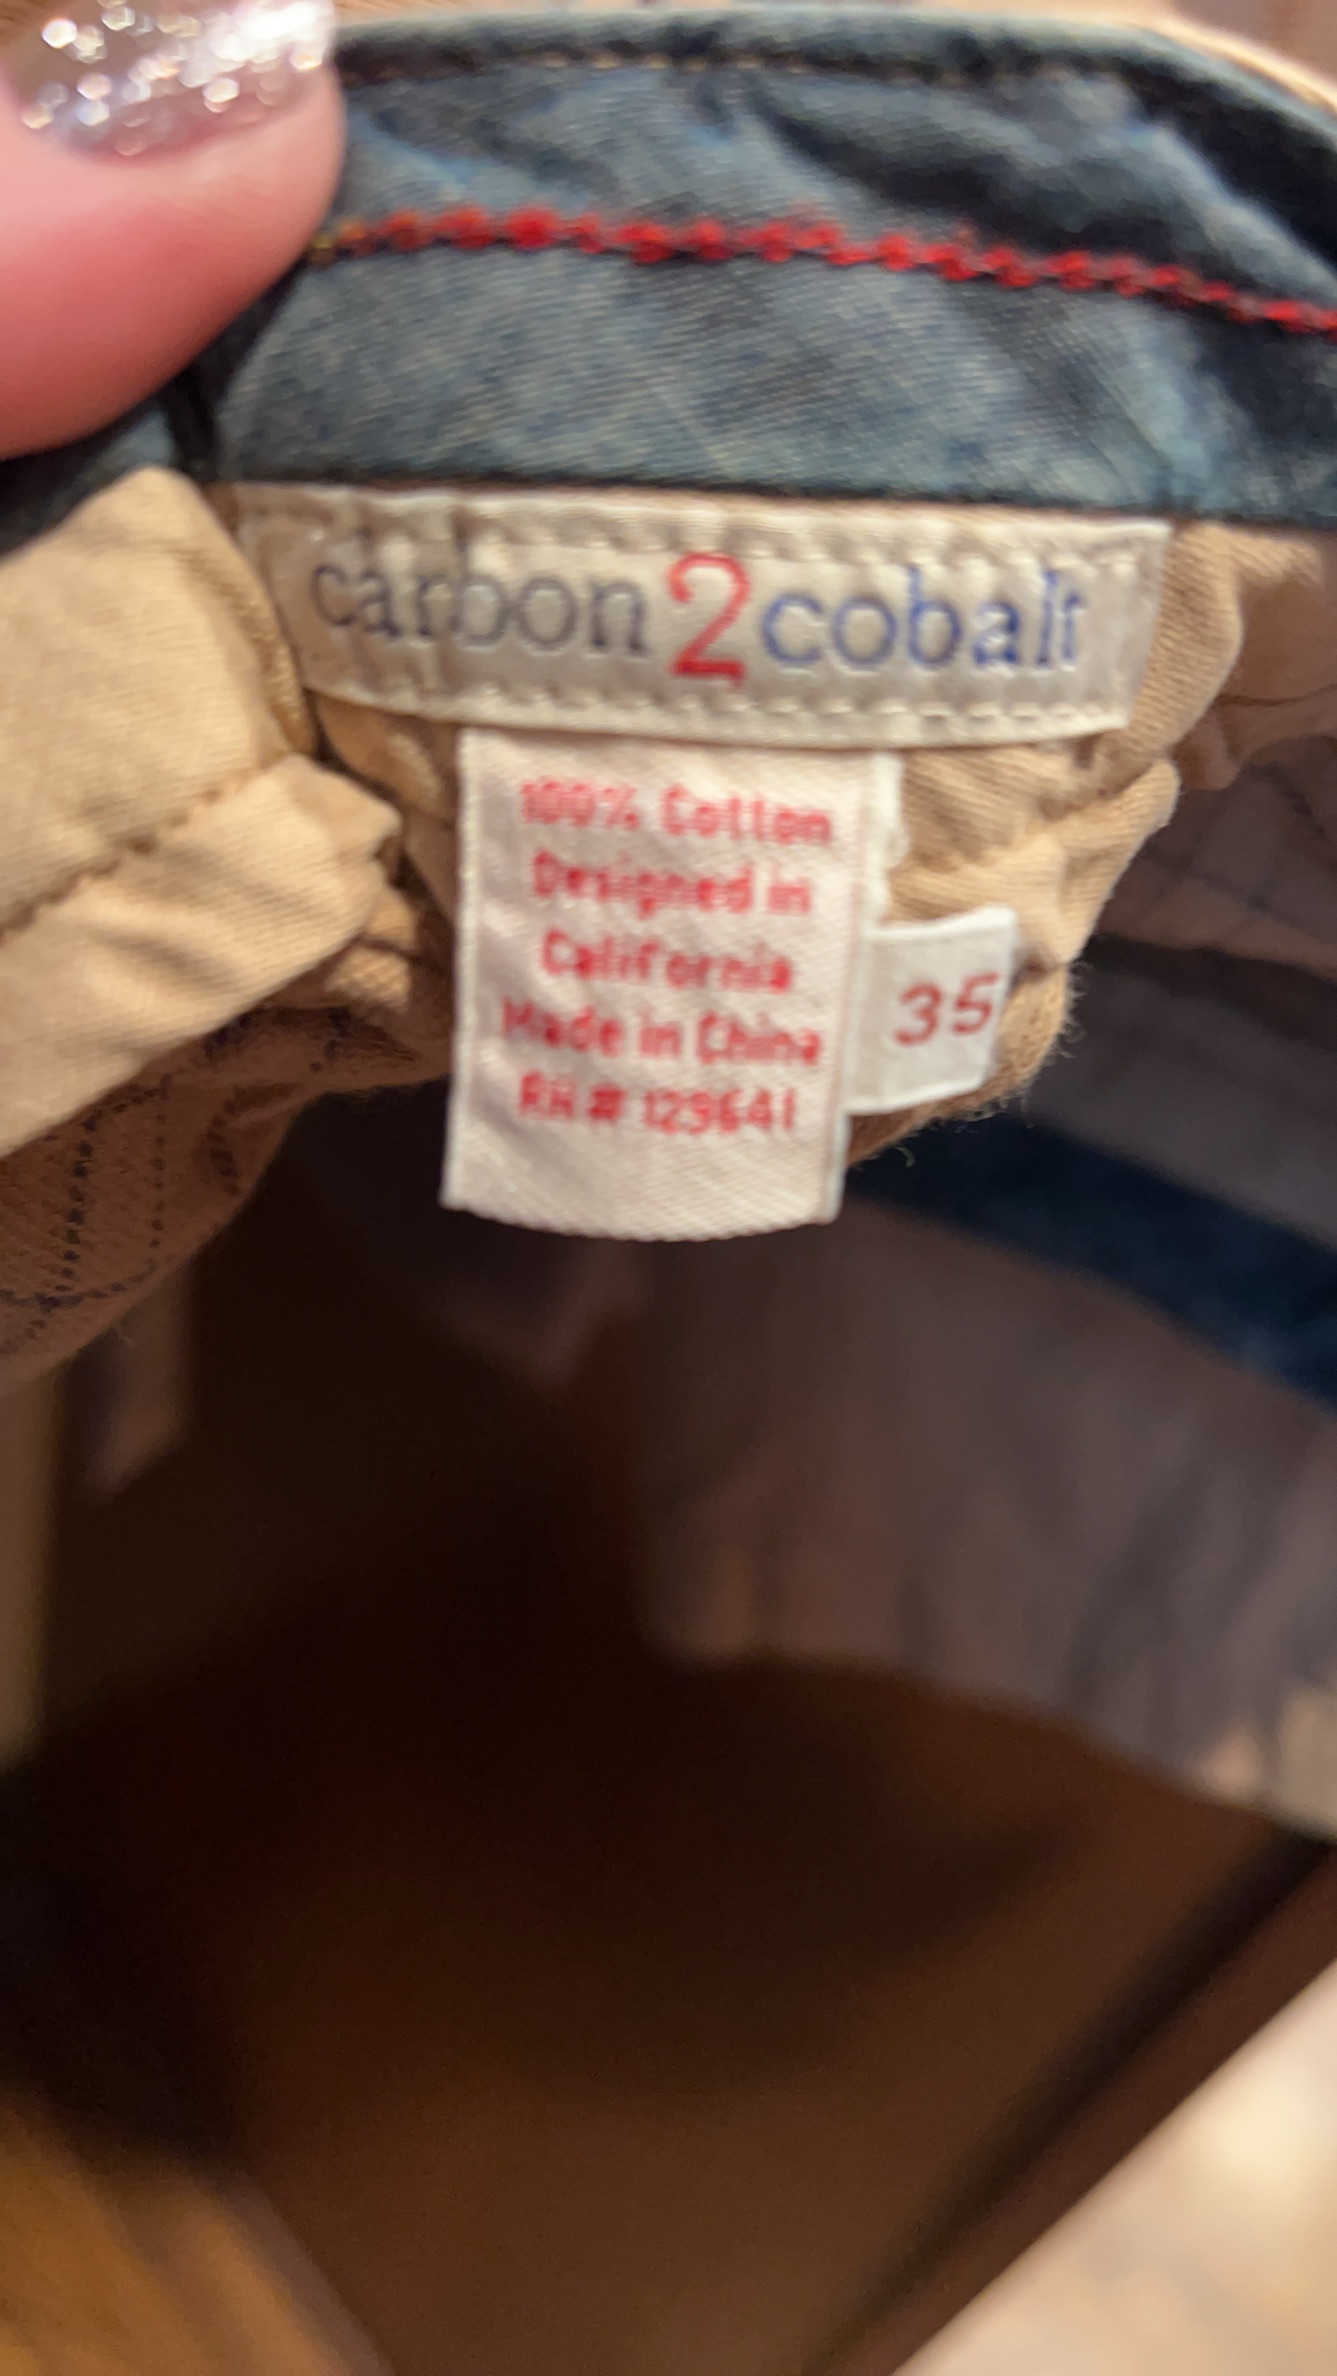 carbon2cobalt
100% Cotton
Designed in
California
Made in China
RN# 129641
35